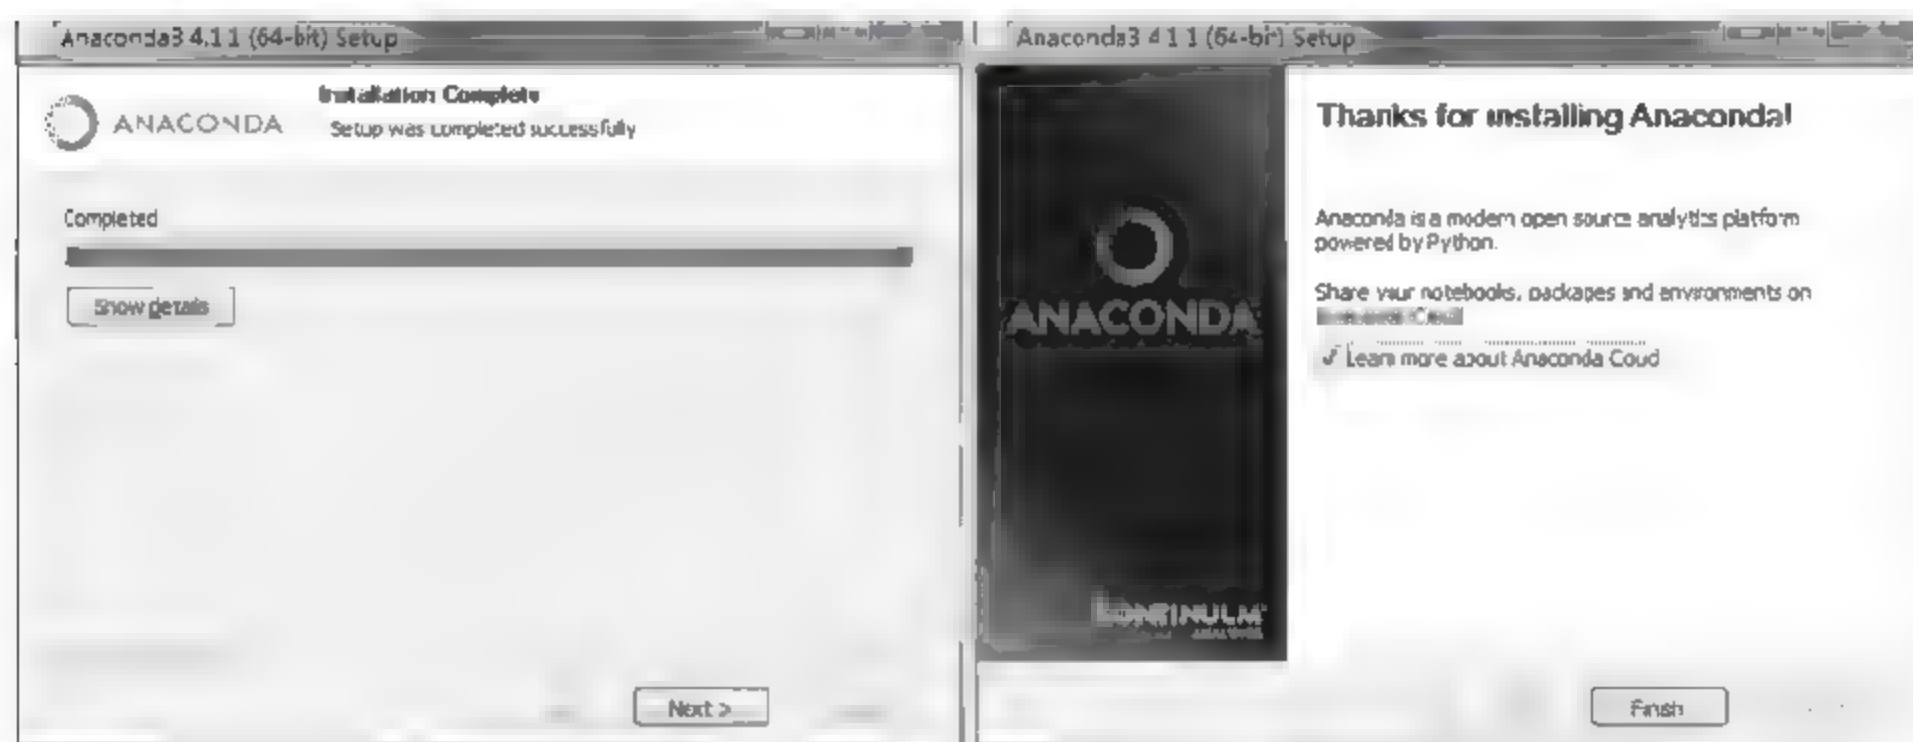 Anaconda3 4.1.1 (64-bit) Setup
ANACONDA
Installation Complete
Setup was completed successfully
Completed
Show details
Next >
Anaconda3 4.1.1 (64-bit) Setup
ANACONDA
CONTINUUM
Thanks for installing Anaconda!
Anaconda is a modern open source analytics platform
powered by Python.
Share your notebooks, packages and environments on
Learn more about Anaconda Cloud
Finish